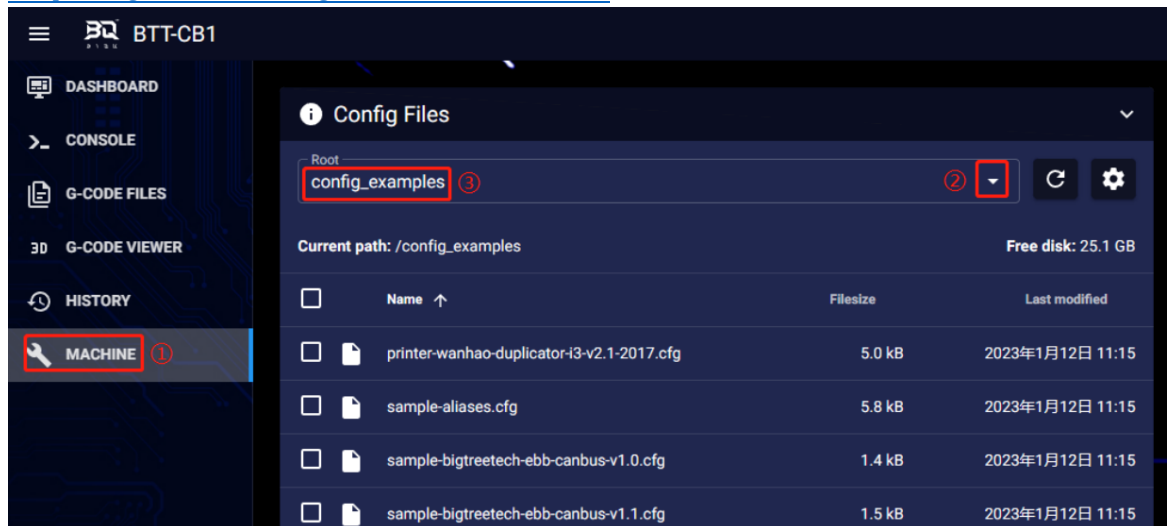 BTT-CB1
DASHBOARD
CONSOLE
G-CODE FILES
3D G-CODE VIEWER
HISTORY
MACHINE ①
Config Files
Root
config_examples ③
②
Current path: /config_examples
Free disk: 25.1 GB
Name Filesize Last modified
printer-wanhao-duplicator-i3-v2.1-2017.cfg 5.0 kB 2023年1月12日 11:15
sample-aliases.cfg 5.8 kB 2023年1月12日 11:15
sample-bigtreetech-ebb-canbus-v1.0.cfg 1.4 kB 2023年1月12日 11:15
sample-bigtreetech-ebb-canbus-v1.1.cfg 1.5 kB 2023年1月12日 11:15